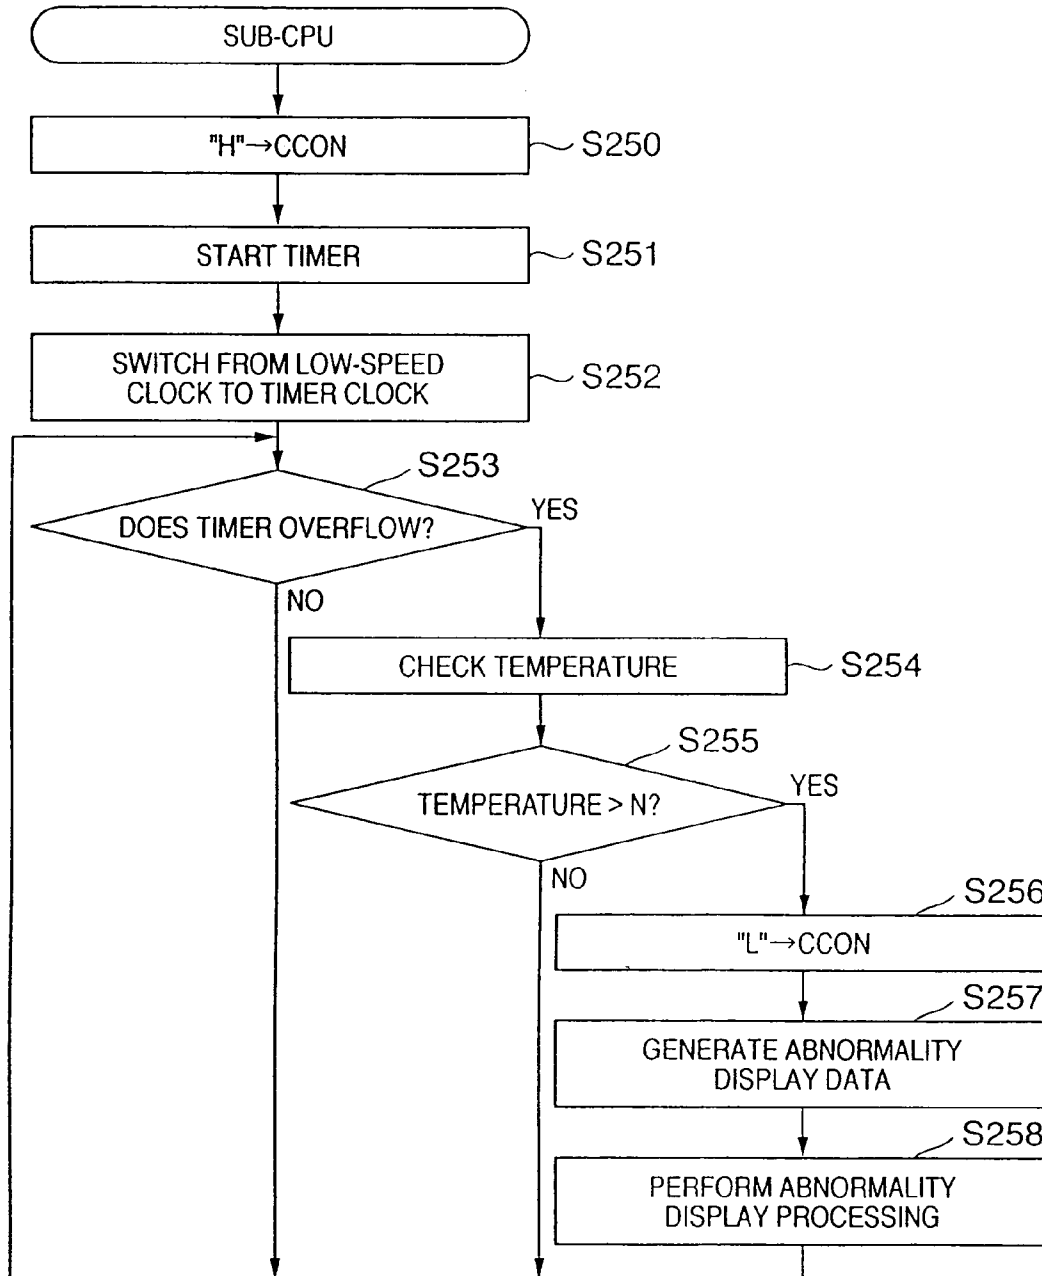 SUB-CPU
"H"→CCON
S250
START TIMER
S251
SWITCH FROM LOW-SPEED
CLOCK TO TIMER CLOCK
S252
S253
DOES TIMER OVERFLOW?
YES
NO
CHECK TEMPERATURE
S254
S255
TEMPERATURE > N?
YES
NO
S256
"L"→CCON
S257
GENERATE ABNORMALITY
DISPLAY DATA
S258
PERFORM ABNORMALITY
DISPLAY PROCESSING